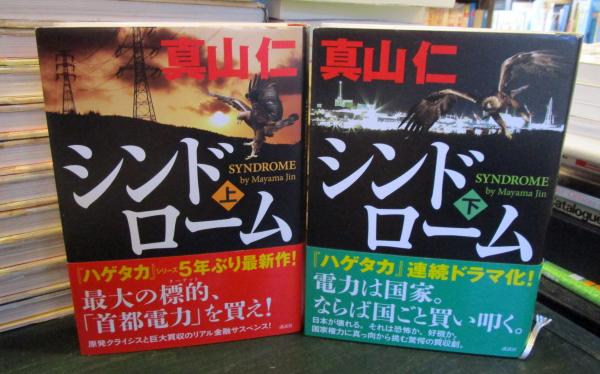 真山仁
シンド
ローム
上
SYNDROME
by Mayama Jin
『ハゲタカ』シリーズ5年ぶり最新作!
最大の標的、
「首都電力」を買え!
原発クライシスと巨大買収のリアル金融サスペンス!
講談社
真山仁
シンド
ローム
下
SYNDROME
by Mayama Jin
『ハゲタカ』連続ドラマ化!
電力は国家。
ならば国ごと買い叩く。
日本が壊れる。それは恐怖か、好機か。
国家権力に真っ向から挑む驚愕の買収劇。
講談社
Catalogue